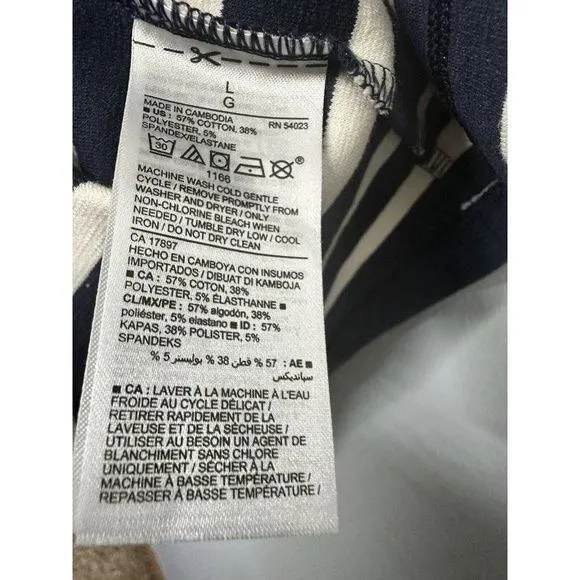 L
G
MADE IN CAMBODIA RN 54023
■ US : 57% COTTON, 38%
POLYESTER, 5%
SPANDEX/ELASTANE
30
1166
MACHINE WASH COLD GENTLE
CYCLE / REMOVE PROMPTLY FROM
WASHER AND DRYER / ONLY
NON-CHLORINE BLEACH WHEN
NEEDED / TUMBLE DRY LOW / COOL
IRON / DO NOT DRY CLEAN
CA 17897
HECHO EN CAMBOYA CON INSUMOS
IMPORTADOS / DIBUAT DI KAMBOJA
■ CA : 57% COTON, 38%
POLYESTER, 5% ÉLASTHANNE ■
CL/MX/PE : 57% algodón, 38%
poliéster, 5% elastano ■ ID : 57%
KAPAS, 38% POLISTER, 5%
SPANDEKS
■ AE : 57 % قطن 38 % بوليستر 5 %
سبانديكس
■ CA : LAVER À LA MACHINE À L'EAU
FROIDE AU CYCLE DÉLICAT /
RETIRER RAPIDEMENT DE LA
LAVEUSE ET DE LA SÉCHEUSE /
UTILISER AU BESOIN UN AGENT DE
BLANCHIMENT SANS CHLORE
UNIQUEMENT / SÉCHER À LA
MACHINE À BASSE TEMPÉRATURE /
REPASSER À BASSE TEMPÉRATURE /